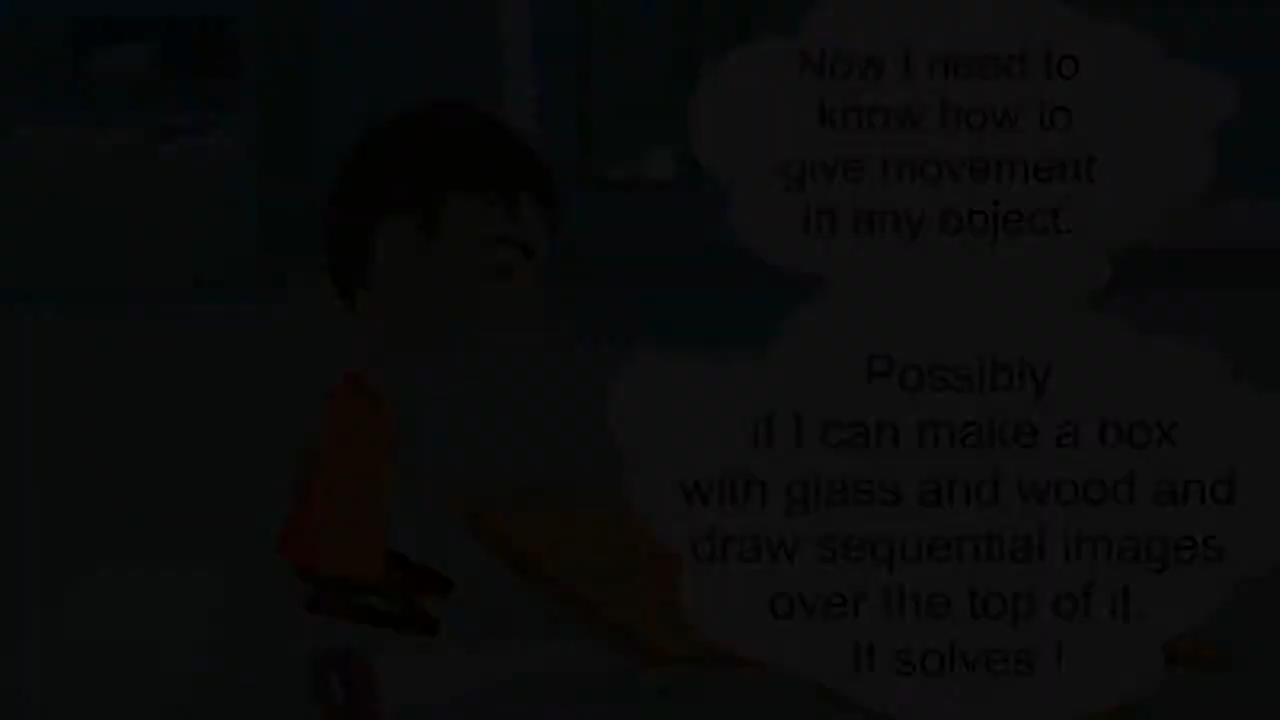 Now I need to
know how to
give movement
in any object.
Possibly
if I can make a box
with glass and wood and
draw sequential images
over the top of it.
It solves !